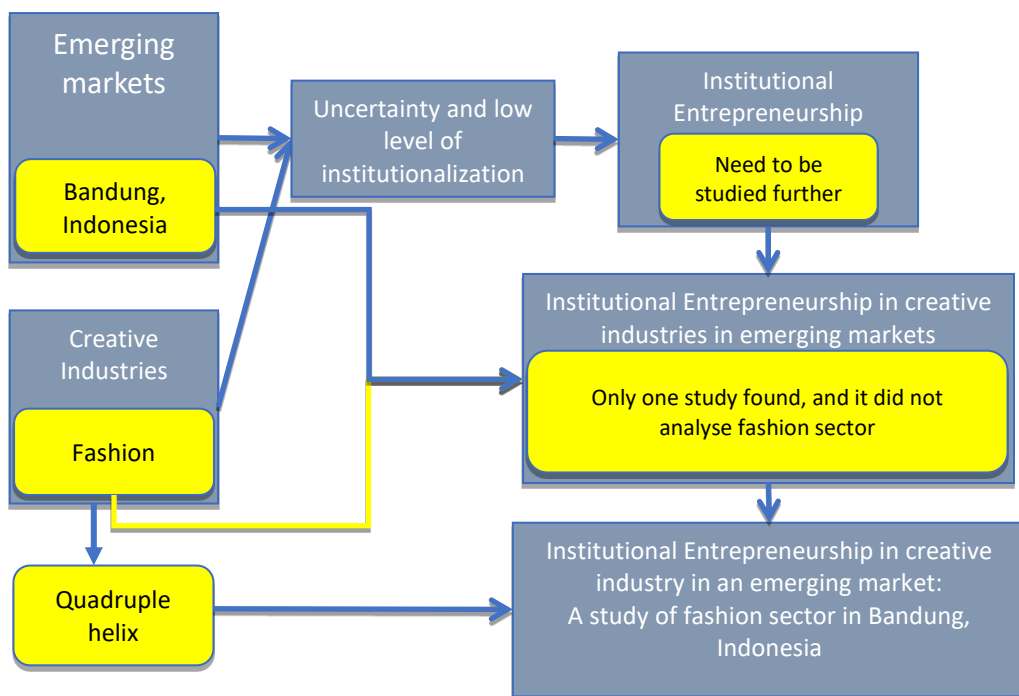 Emerging
markets
Bandung,
Indonesia
Uncertainty and low
level of
institutionalization
Institutional
Entrepreneurship
Need to be
studied further
Creative
Industries
Fashion
Institutional Entrepreneurship in creative
industries in emerging markets
Only one study found, and it did not
analyse fashion sector
Quadruple
helix
Institutional Entrepreneurship in creative
industry in an emerging market:
A study of fashion sector in Bandung,
Indonesia